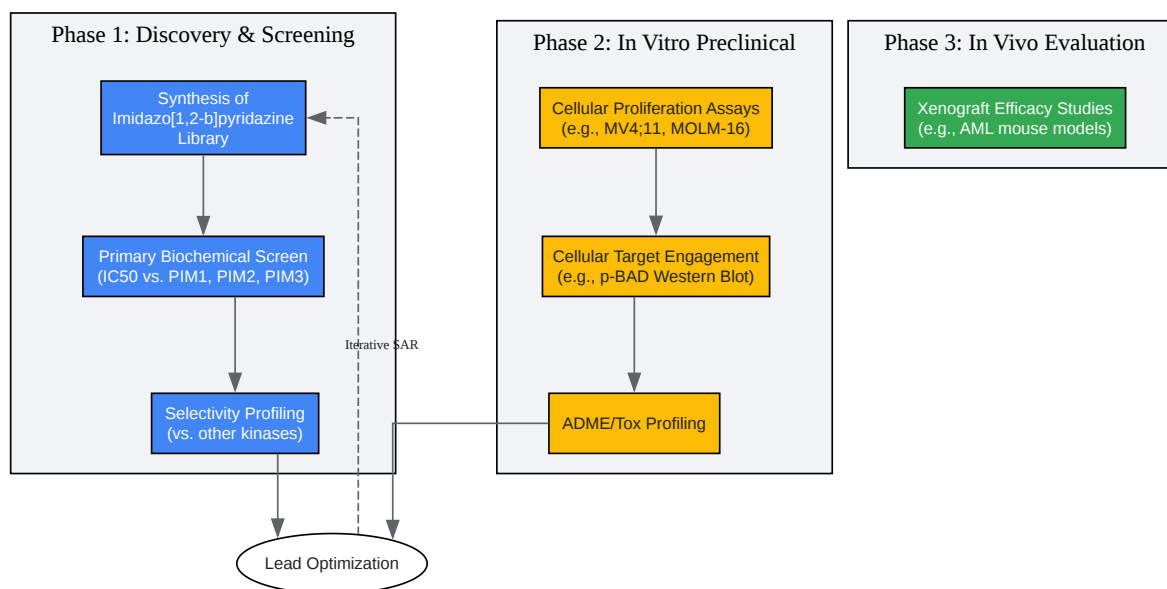 Phase 1: Discovery & Screening
Synthesis of
Imidazo[1,2-b]pyridazine
Library
Primary Biochemical Screen
(IC50 vs. PIM1, PIM2, PIM3)
Iterative SAR
Selectivity Profiling
(vs. other kinases)
Lead Optimization
Phase 2: In Vitro Preclinical
Cellular Proliferation Assays
(e.g., MV4;11, MOLM-16)
Cellular Target Engagement
(e.g., p-BAD Western Blot)
ADME/Tox Profiling
Phase 3: In Vivo Evaluation
Xenograft Efficacy Studies
(e.g., AML mouse models)